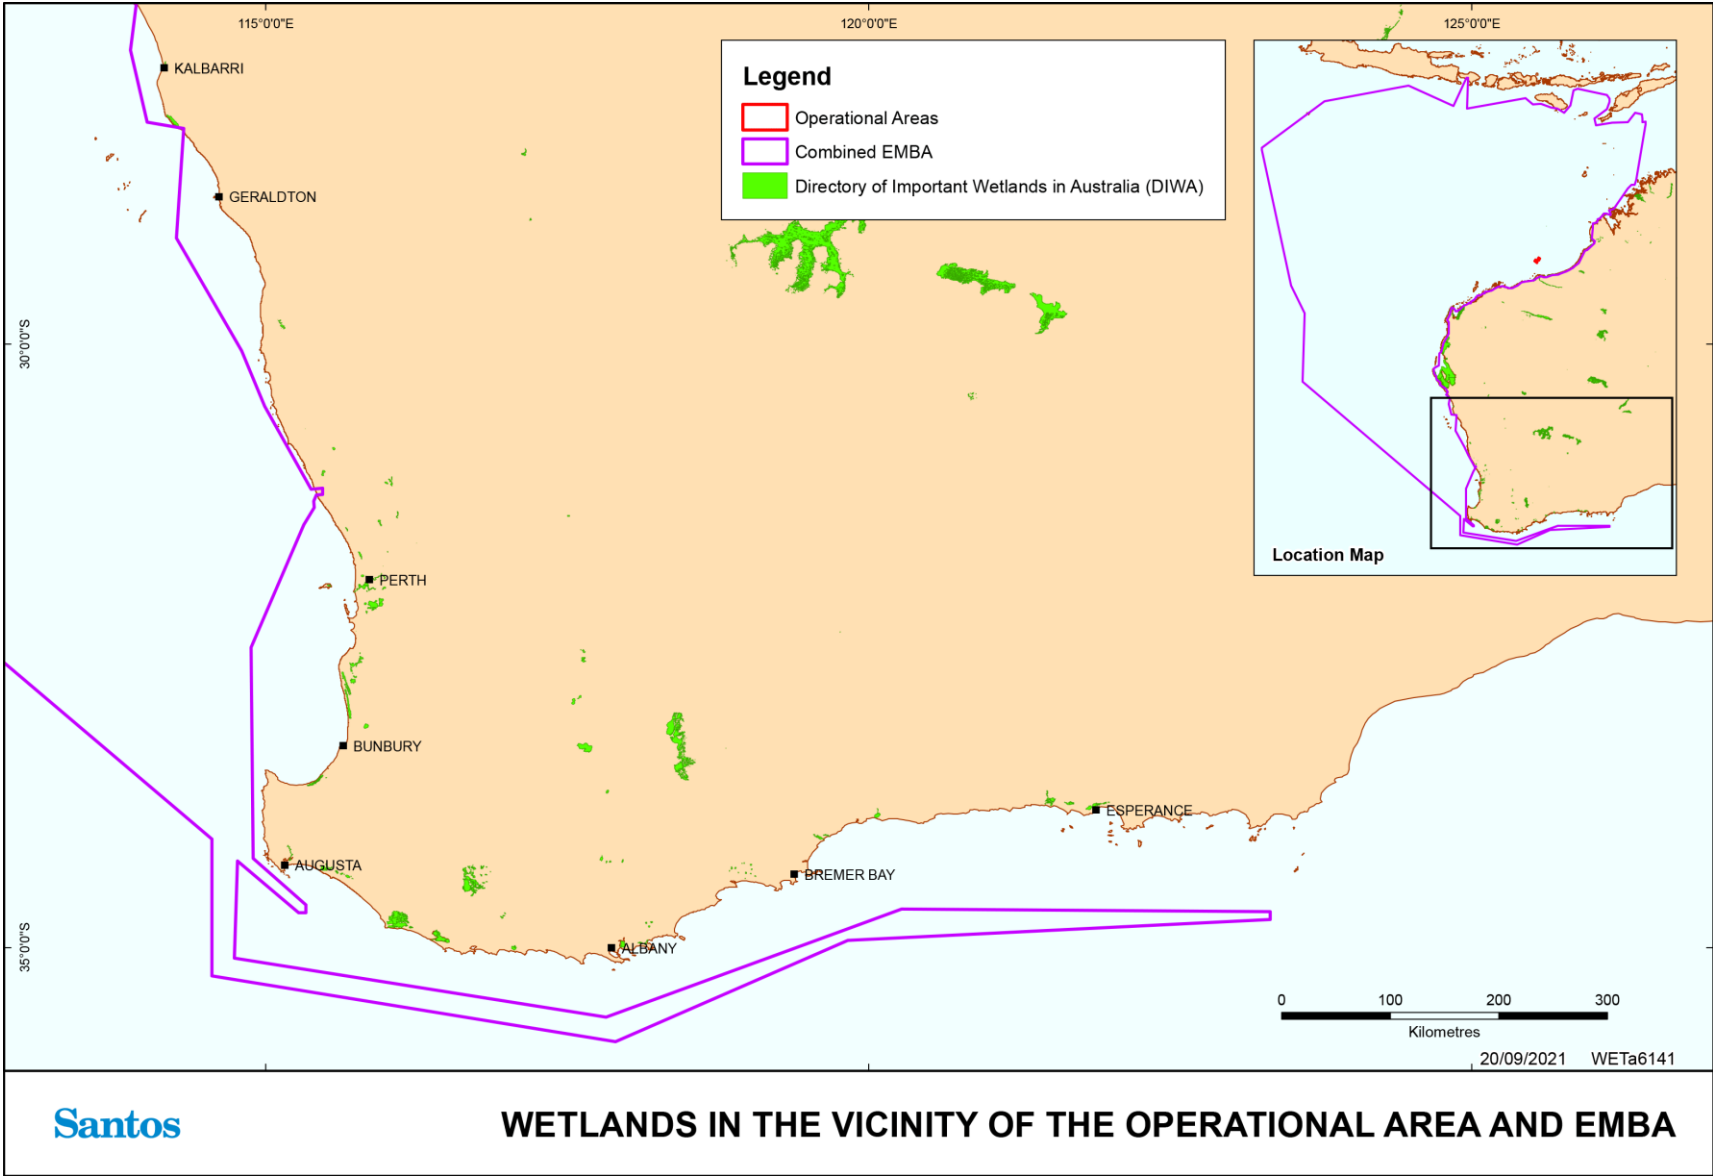 115°0'0"E
120°0'0"E
125°0'0"E
KALBARRI
GERALDTON
Legend
Operational Areas
Combined EMBA
Directory of Important Wetlands in Australia (DIWA)
30°0'0"S
Location Map
PERTH
BUNBURY
ESPERANCE
AUGUSTA
BREMER BAY
ALBANY
35°0'0"S
0 100 200 300
Kilometres
20/09/2021 WETa6141
Santos
WETLANDS IN THE VICINITY OF THE OPERATIONAL AREA AND EMBA